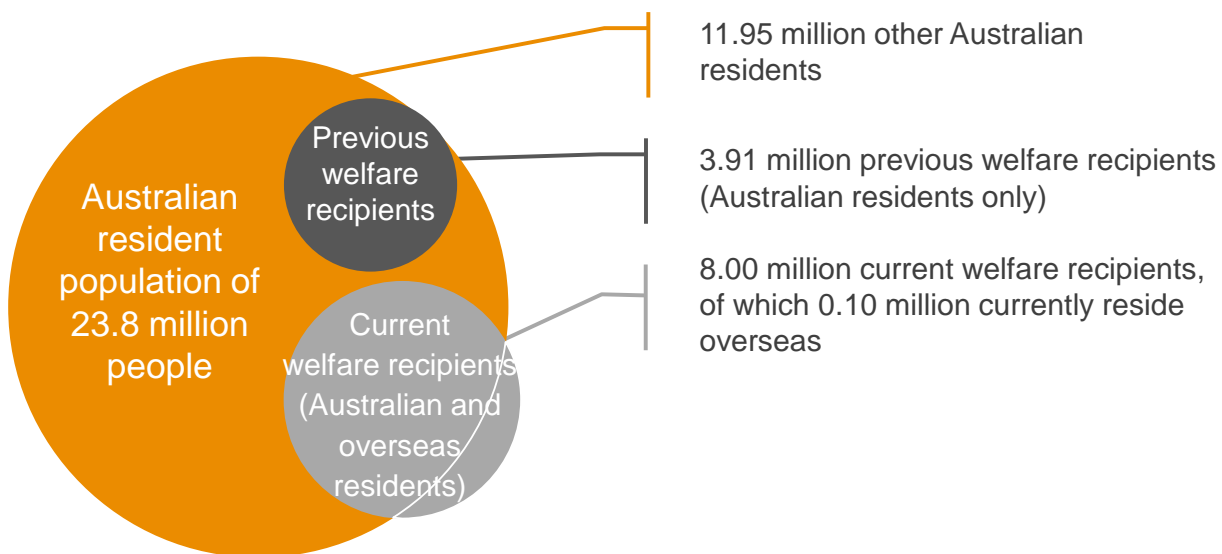 Australian
resident
population of
23.8 million
people
Previous
welfare
recipients
Current
welfare recipients
(Australian and
overseas
residents)
11.95 million other Australian
residents
3.91 million previous welfare recipients
(Australian residents only)
8.00 million current welfare recipients,
of which 0.10 million currently reside
overseas